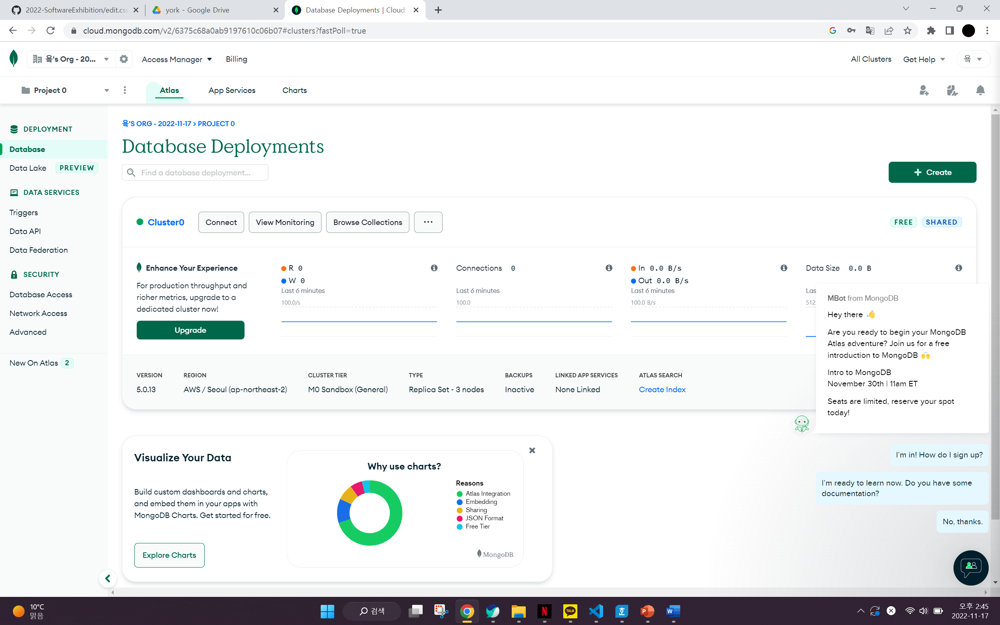 2022-SoftwareExhibition/edit.css
york - Google Drive
Database Deployments | Cloud:
cloud.mongodb.com/v2/6375c68a0ab9197610c06b07#clusters?fastPoll=true
욕's Org - 20...
Access Manager
Billing
All Clusters
Get Help
욕
Project 0
Atlas
App Services
Charts
DEPLOYMENT
Database
Data Lake PREVIEW
DATA SERVICES
Triggers
Data API
Data Federation
SECURITY
Database Access
Network Access
Advanced
New On Atlas 2
욕'S ORG - 2022-11-17 > PROJECT 0
Database Deployments
Find a database deployment...
+ Create
Cluster0
Connect
View Monitoring
Browse Collections
...
FREE
SHARED
Enhance Your Experience
For production throughput and
richer metrics, upgrade to a
dedicated cluster now!
Upgrade
R 0
W 0
Last 6 minutes
100.0/s
Connections 0
Last 6 minutes
100.0
In 0.0 B/s
Out 0.0 B/s
Last 6 minutes
100.0 B/s
Data Size 0.0 B
Las
512.
VERSION
5.0.13
REGION
AWS / Seoul (ap-northeast-2)
CLUSTER TIER
M0 Sandbox (General)
TYPE
Replica Set - 3 nodes
BACKUPS
Inactive
LINKED APP SERVICES
None Linked
ATLAS SEARCH
Create Index
MBot from MongoDB
Hey there 👋
Are you ready to begin your MongoDB
Atlas adventure? Join us for a free
introduction to MongoDB 🙌
Intro to MongoDB
November 30th | 11am ET
Seats are limited, reserve your spot
today!
I'm in! How do I sign up?
I'm ready to learn now. Do you have some
documentation?
No, thanks.
Visualize Your Data
Build custom dashboards and charts,
and embed them in your apps with
MongoDB Charts. Get started for free.
Explore Charts
Why use charts?
Reasons
Atlas Integration
Embedding
Sharing
JSON Format
Free Tier
MongoDB.
10°C
맑음
검색
N
TALK
호
P
W
오후 2:45
2022-11-17